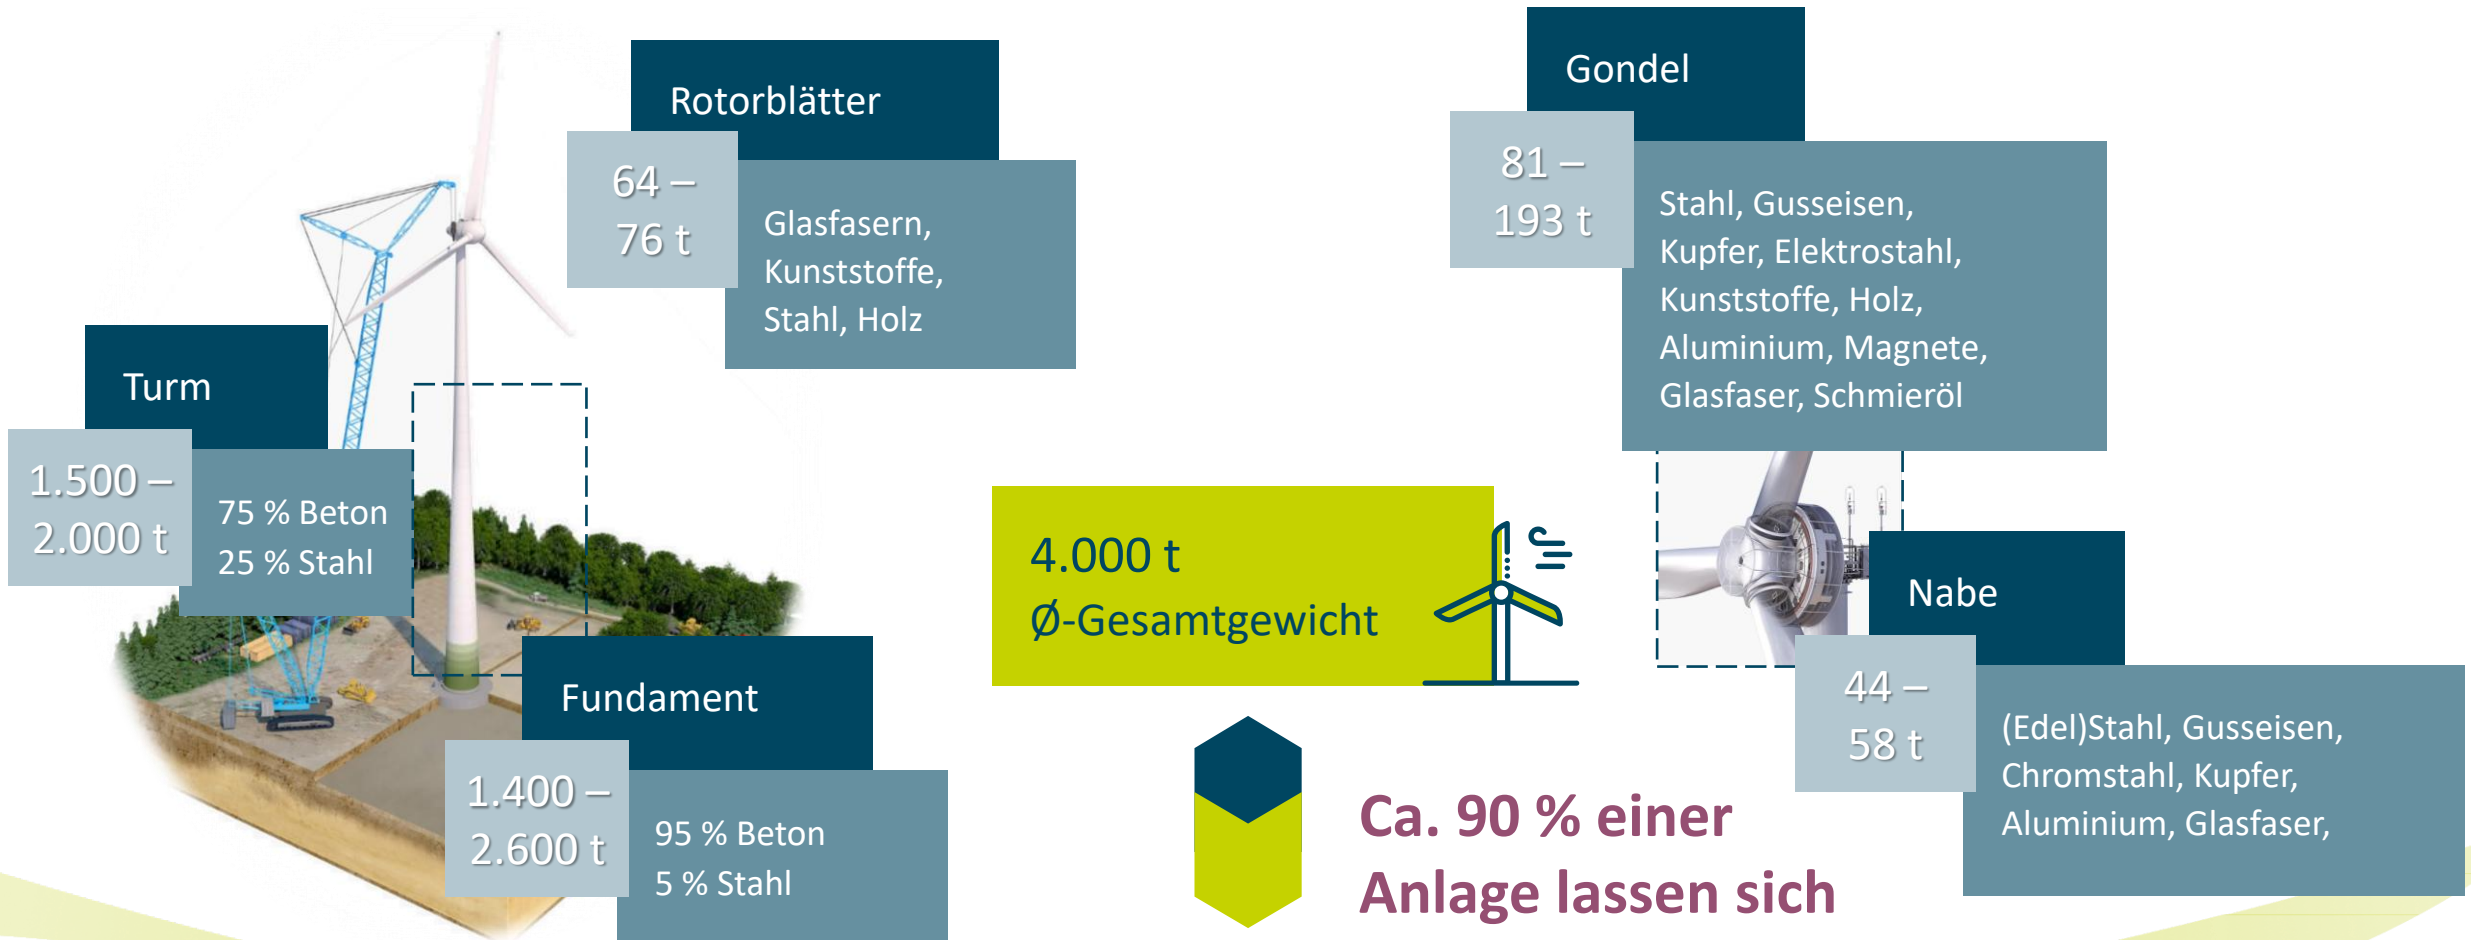 Rotorblätter
64 –
76 t
Glasfasern,
Kunststoffe,
Stahl, Holz
Turm
1.500 –
2.000 t
75 % Beton
25 % Stahl
Fundament
1.400 –
2.600 t
95 % Beton
5 % Stahl
4.000 t
Ø-Gesamtgewicht
Ca. 90 % einer
Anlage lassen sich
Gondel
81 –
193 t
Stahl, Gusseisen,
Kupfer, Elektrostahl,
Kunststoffe, Holz,
Aluminium, Magnete,
Glasfaser, Schmieröl
Nabe
44 –
58 t
(Edel)Stahl, Gusseisen,
Chromstahl, Kupfer,
Aluminium, Glasfaser,